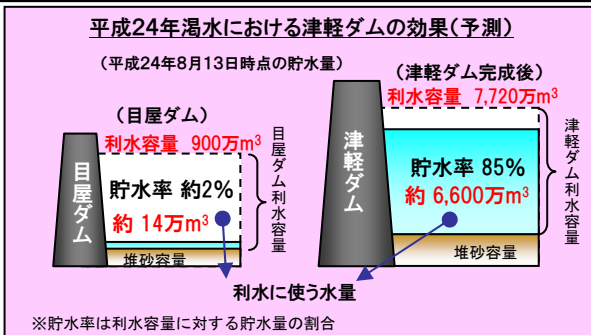 平成24年渇水における津軽ダムの効果(予測)
(平成24年8月13日時点の貯水量)
(目屋ダム)
利水容量 900万m³
目屋ダム
貯水率 約2%
約 14万m³
堆砂容量
目屋ダム利水容量
(津軽ダム完成後)
利水容量 7,720万m³
津軽ダム
貯水率 85%
約 6,600万m³
堆砂容量
津軽ダム利水容量
利水に使う水量
※貯水率は利水容量に対する貯水量の割合